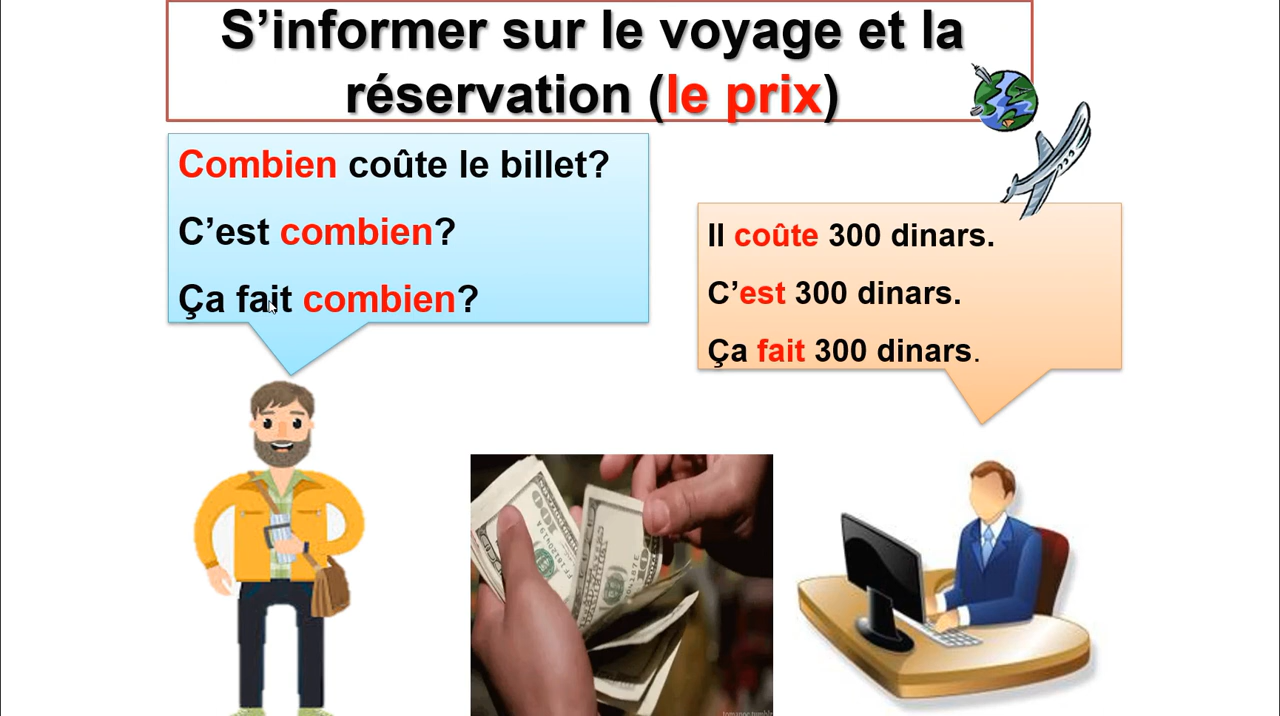 S’informer sur le voyage et la
réservation (le prix)
Combien coûte le billet?
C’est combien?
Ça fait combien?
Il coûte 300 dinars.
C’est 300 dinars.
Ça fait 300 dinars.
100